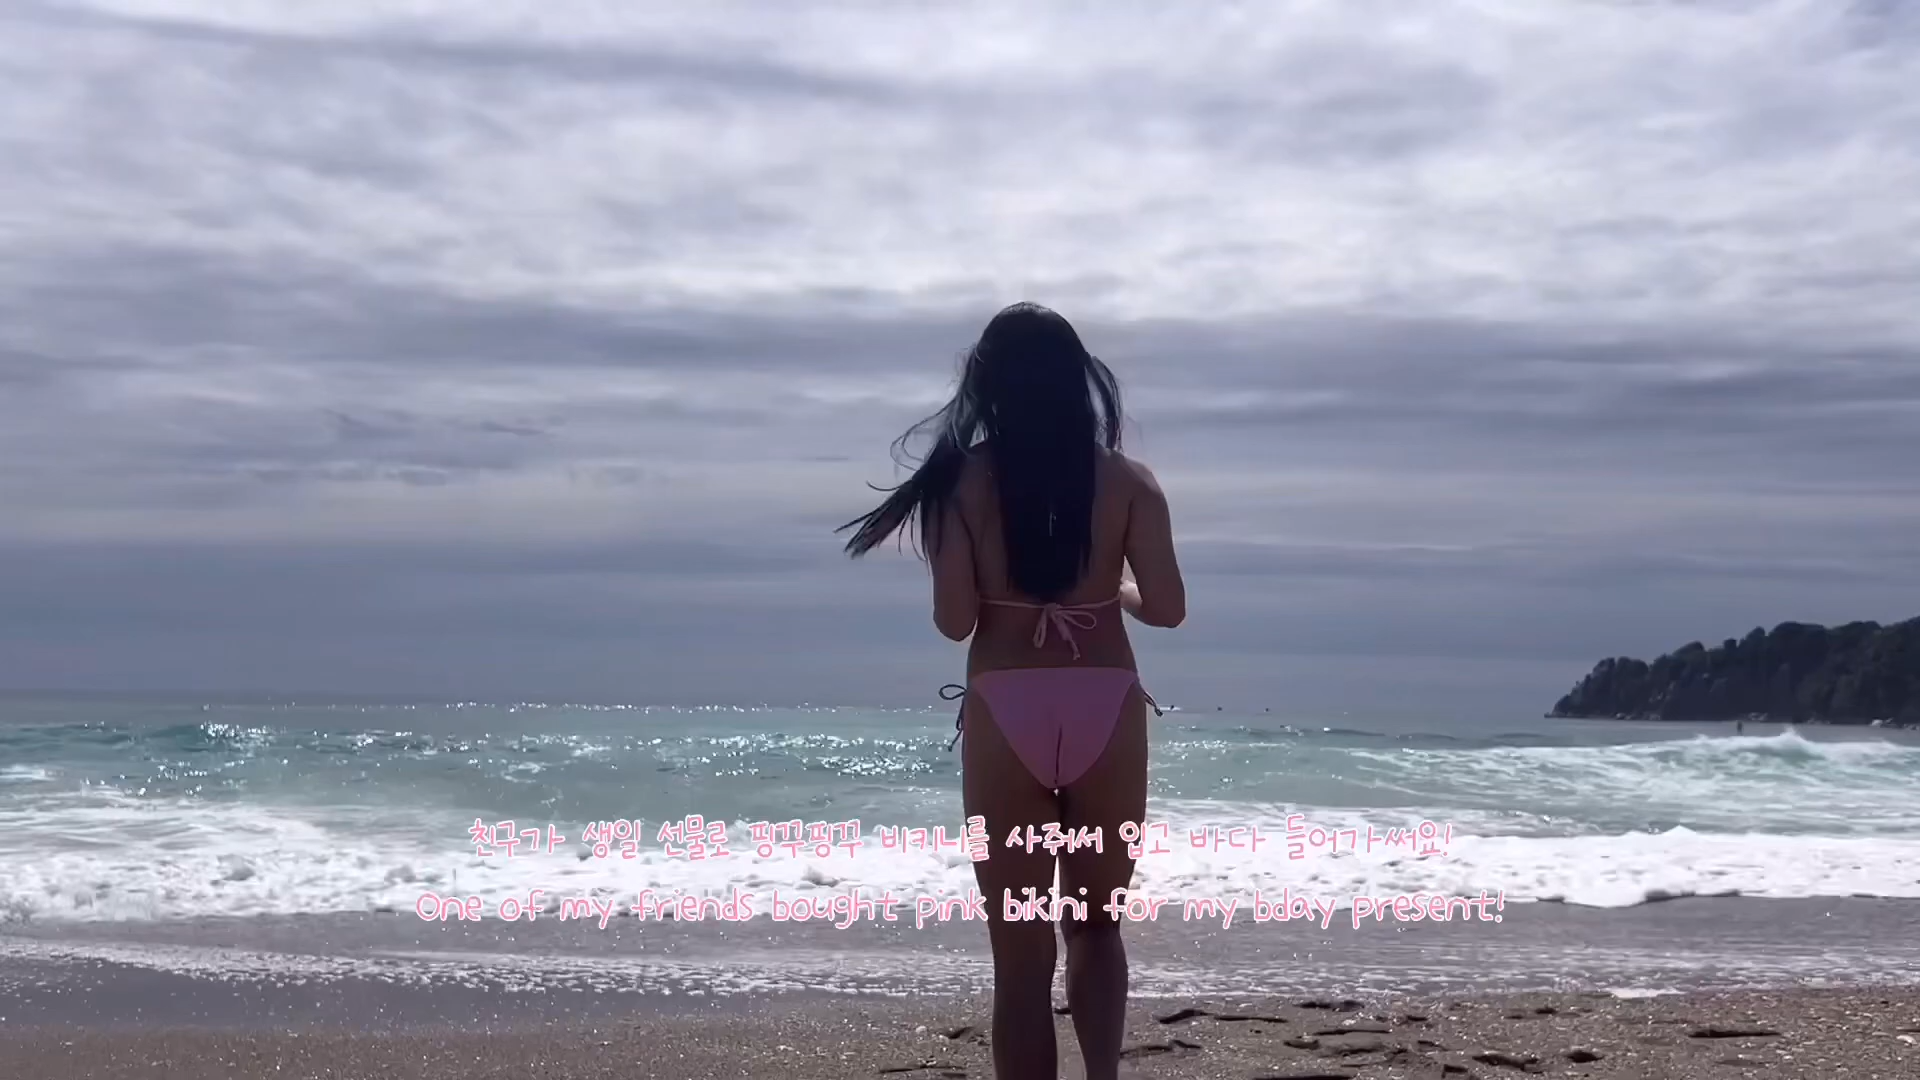 친구가 생일 선물로 핑꾸핑꾸 비키니를 사줘서 입고 바다 들어가써요!
One of my friends bought pink bikini for my bday present!